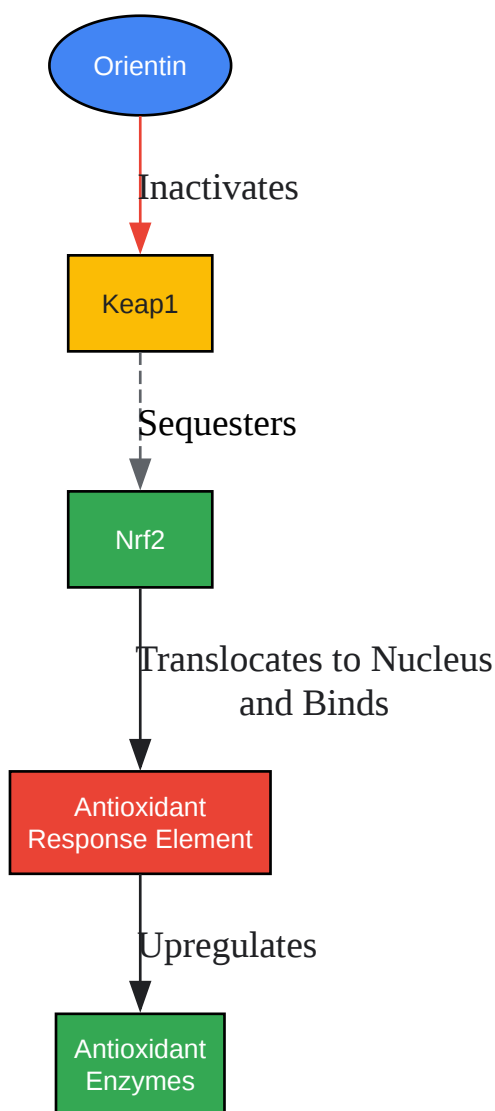 Orientin
Inactivates
Keap1
Sequesters
Nrf2
Translocates to Nucleus
and Binds
Antioxidant
Response Element
Upregulates
Antioxidant
Enzymes